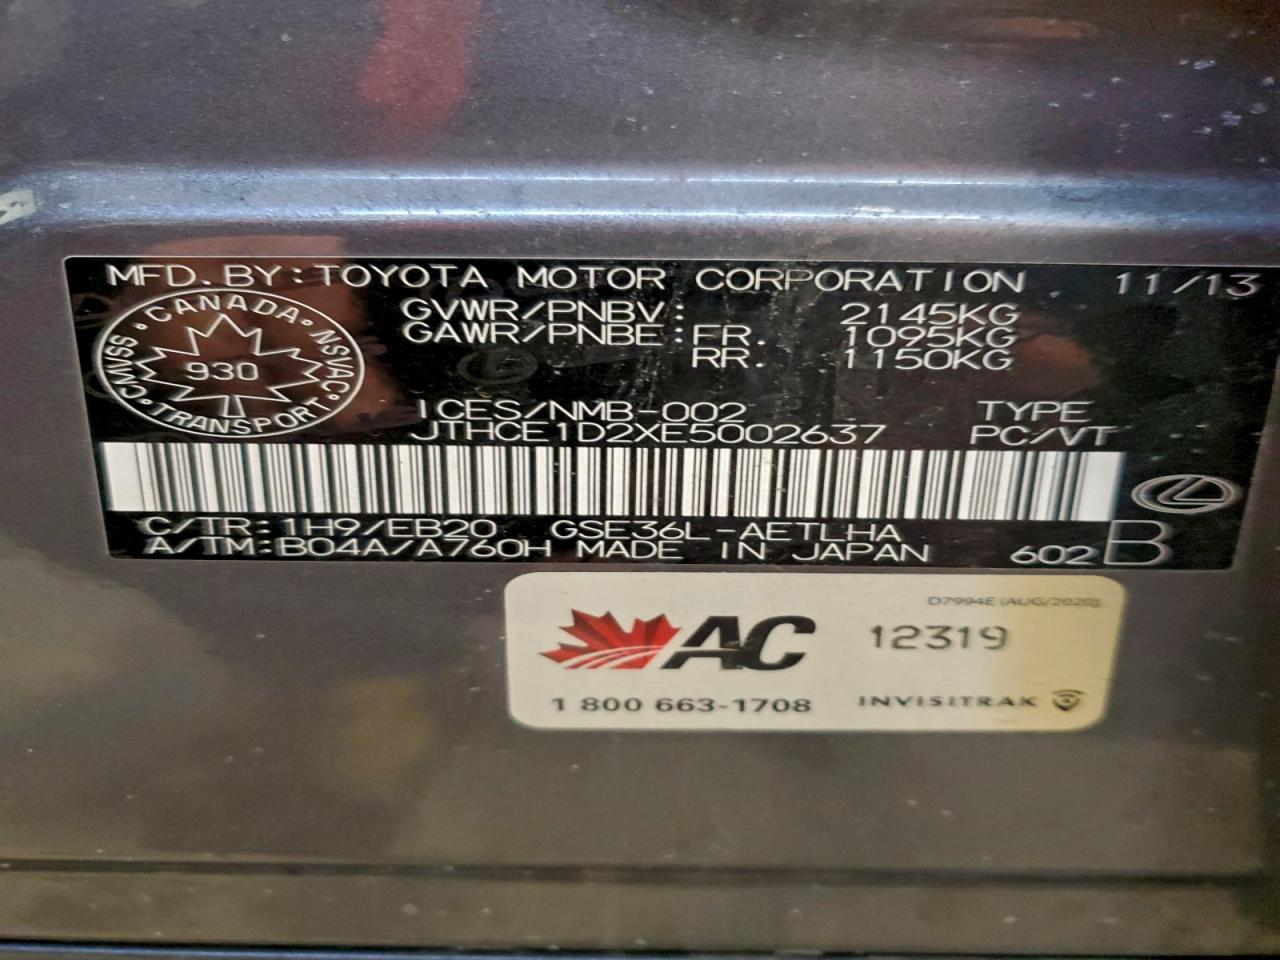 MFD. BY: TOYOTA MOTOR CORPORATION 11/13
GVWR/PNBV: 2145KG
GAWR/PNBE: FR. 1095KG
RR. 1150KG
CANADA · NSVAC · TRANSPORT · CMVSS ·
930
ICES/NMB-002 TYPE
JTHCE1D2XE5002637 PC/VT
C/TR: 1H9/EB20 GSE36L-AETLHA
A/TM: B04A/A760H MADE IN JAPAN 602 B
D7994E (AUG/2020)
AC 12319
1 800 663-1708 INVISITRAK